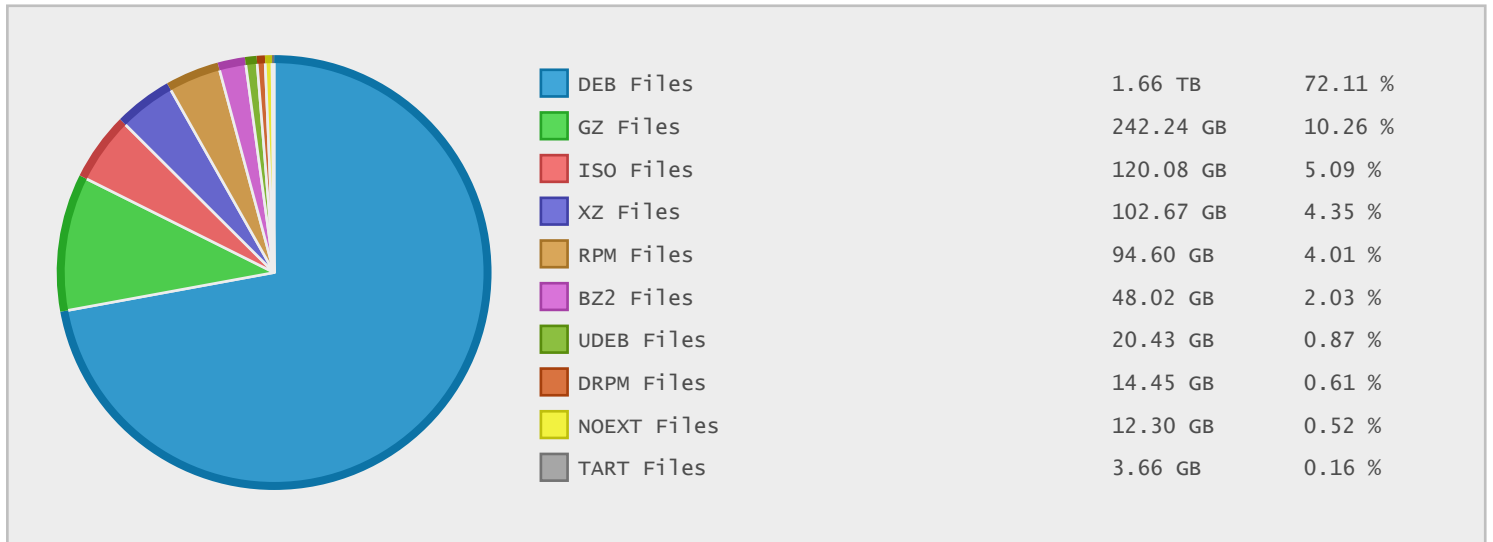 DEB Files 1.66 TB 72.11 %
GZ Files 242.24 GB 10.26 %
ISO Files 120.08 GB 5.09 %
XZ Files 102.67 GB 4.35 %
RPM Files 94.60 GB 4.01 %
BZ2 Files 48.02 GB 2.03 %
UDEB Files 20.43 GB 0.87 %
DRPM Files 14.45 GB 0.61 %
NOEXT Files 12.30 GB 0.52 %
TART Files 3.66 GB 0.16 %